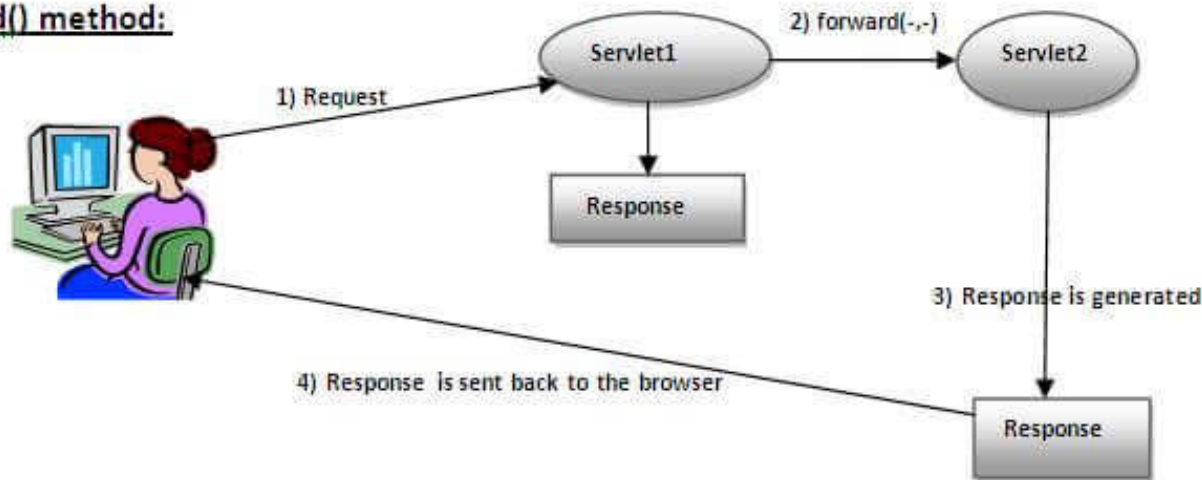 d() method:
2) forward(-,-)
Servlet1
Servlet2
1) Request
Response
3) Response is generated
4) Response is sent back to the browser
Response